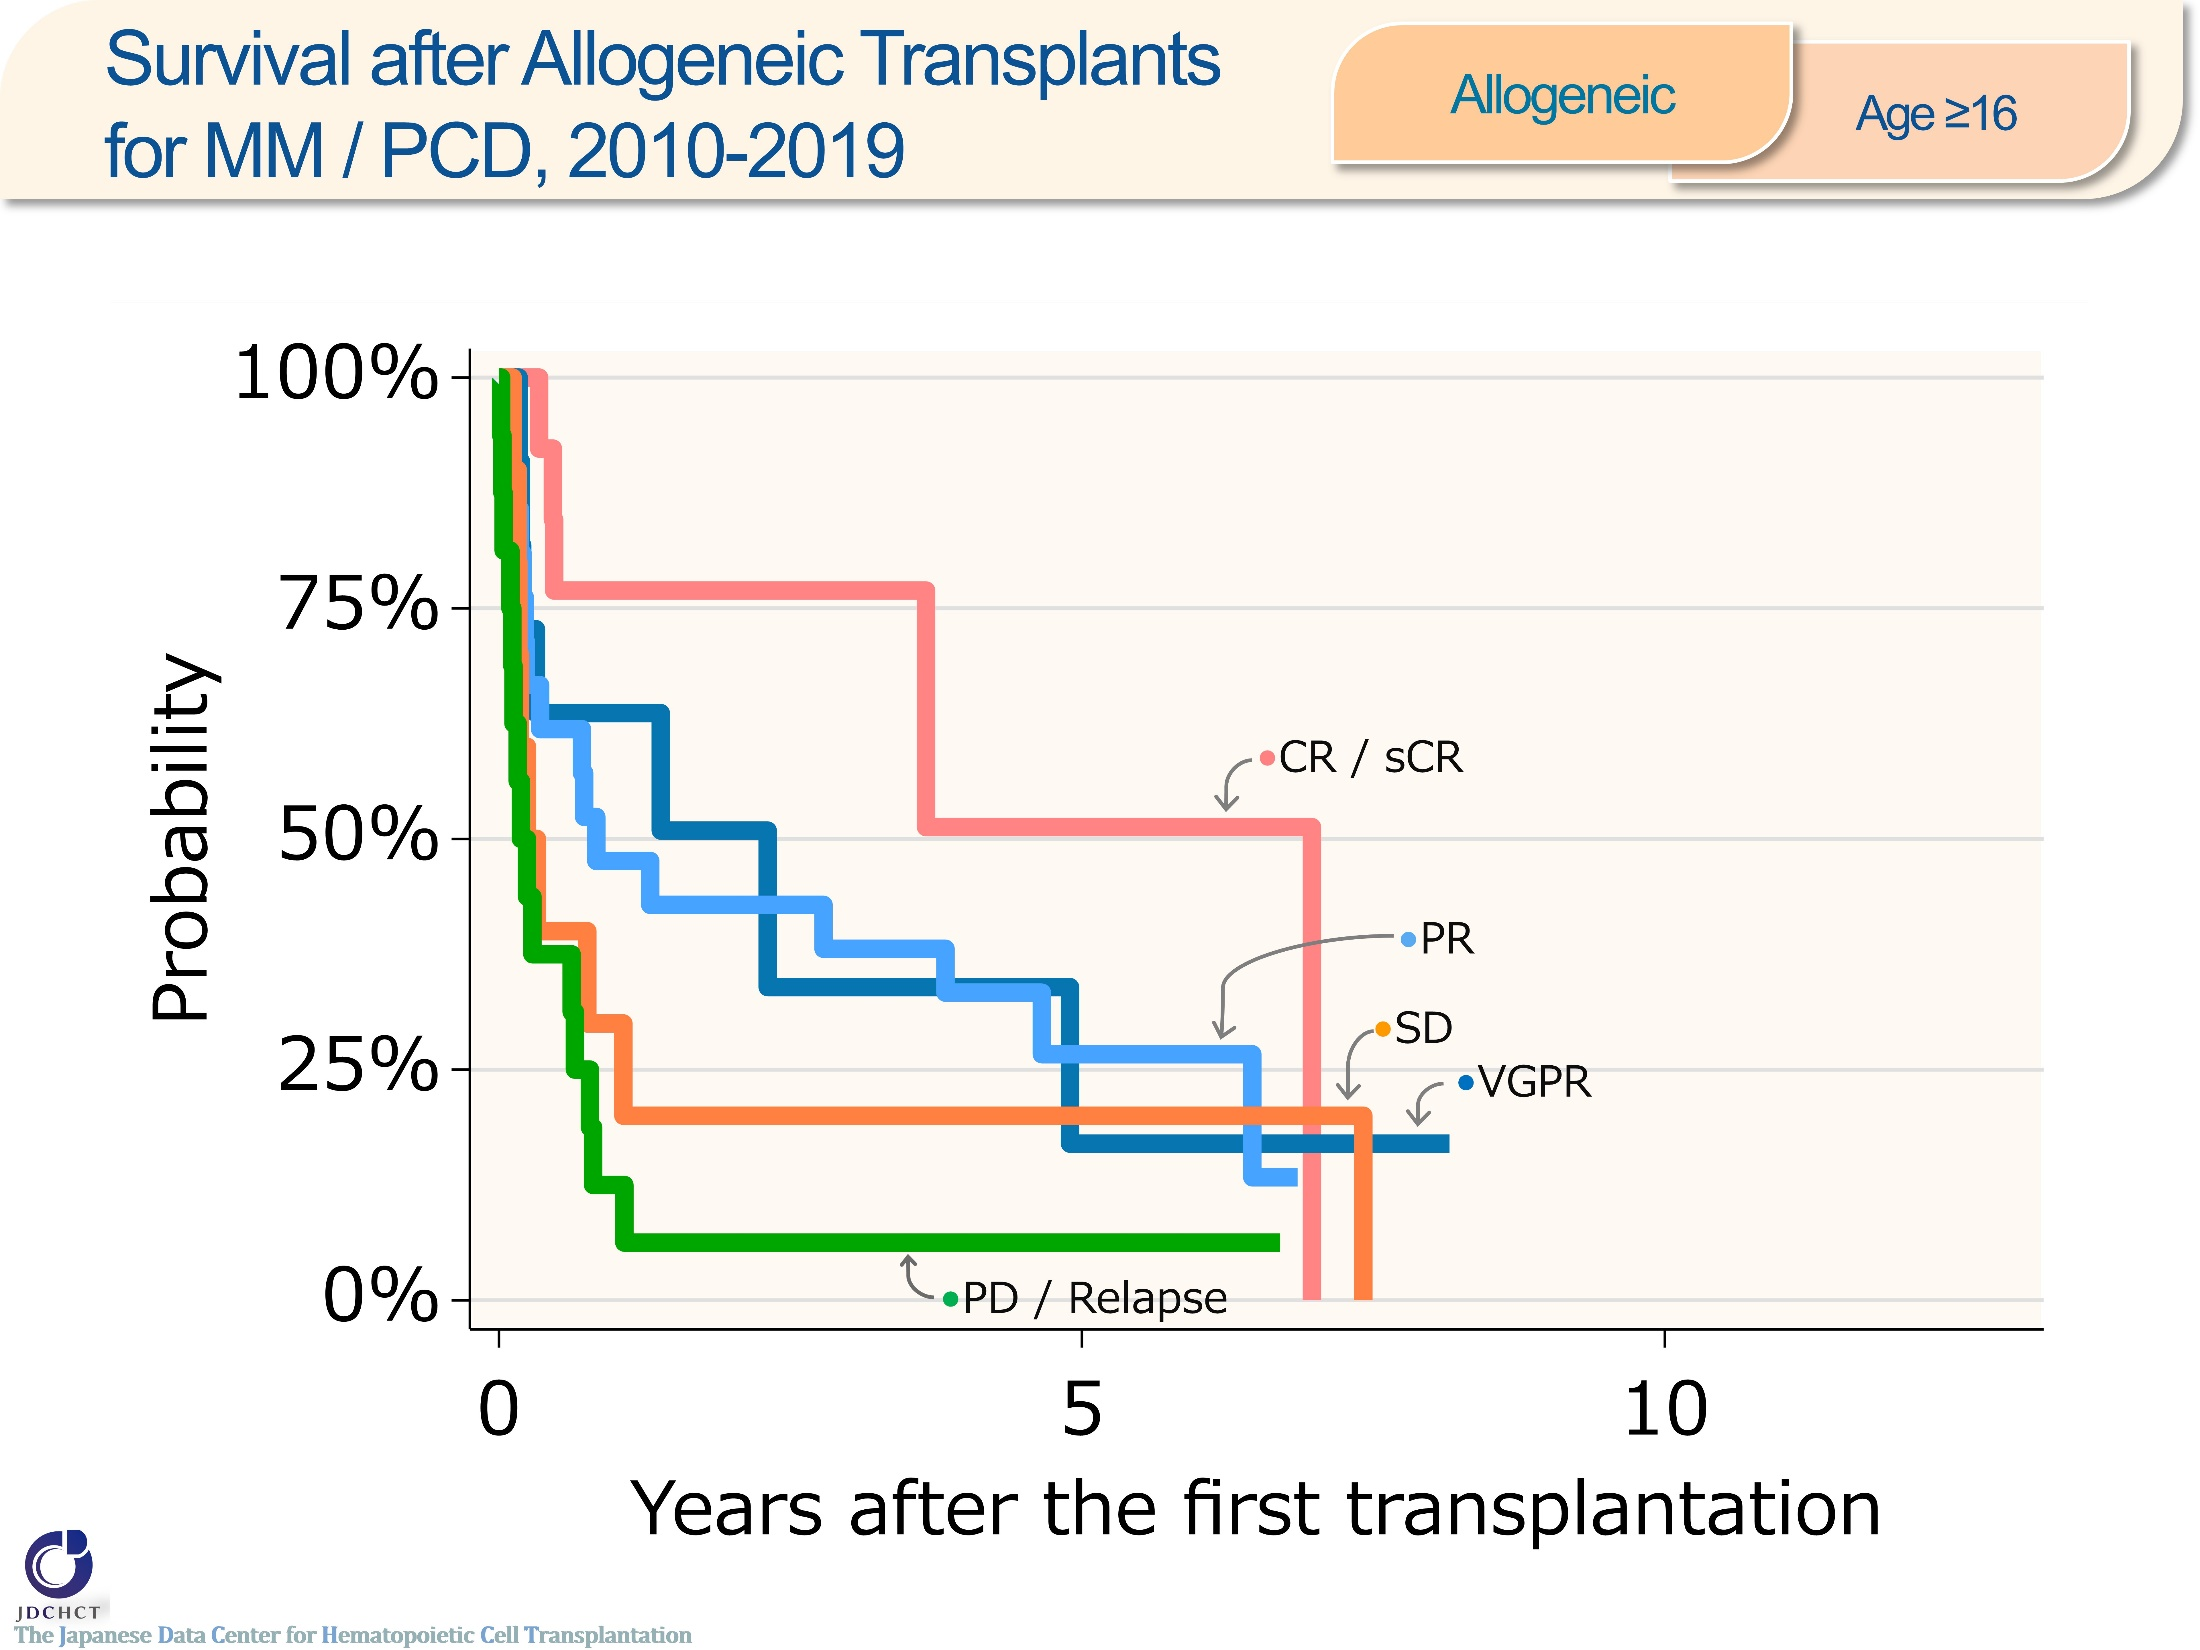 Survival after Allogeneic Transplants
for MM / PCD, 2010-2019
Allogeneic
Age ≥16
100%
75%
50%
25%
0%
Probability
CR / sCR
PR
SD
VGPR
PD / Relapse
0
5
10
Years after the first transplantation
JDCHCT
The Japanese Data Center for Hematopoietic Cell Transplantation